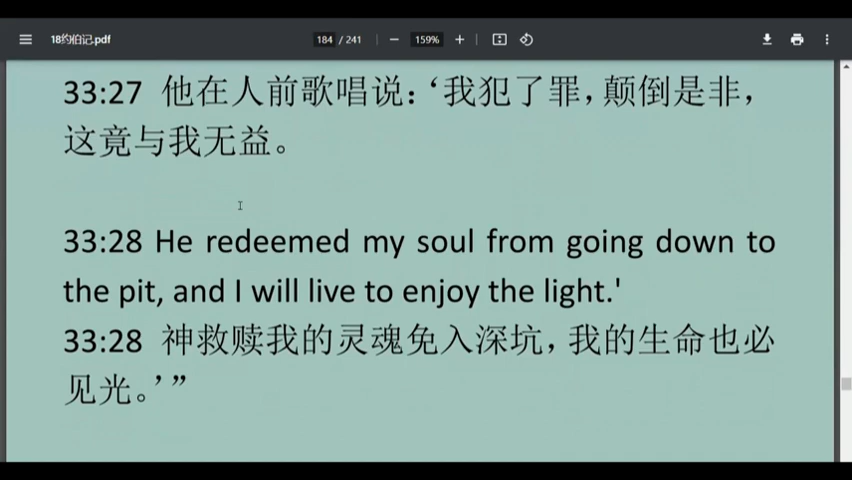 18约伯记.pdf
184 / 241
159%
33:27 他在人前歌唱说：‘我犯了罪，颠倒是非，
这竟与我无益。
33:28 He redeemed my soul from going down to
the pit, and I will live to enjoy the light.'
33:28 神救赎我的灵魂免入深坑，我的生命也必
见光。’”